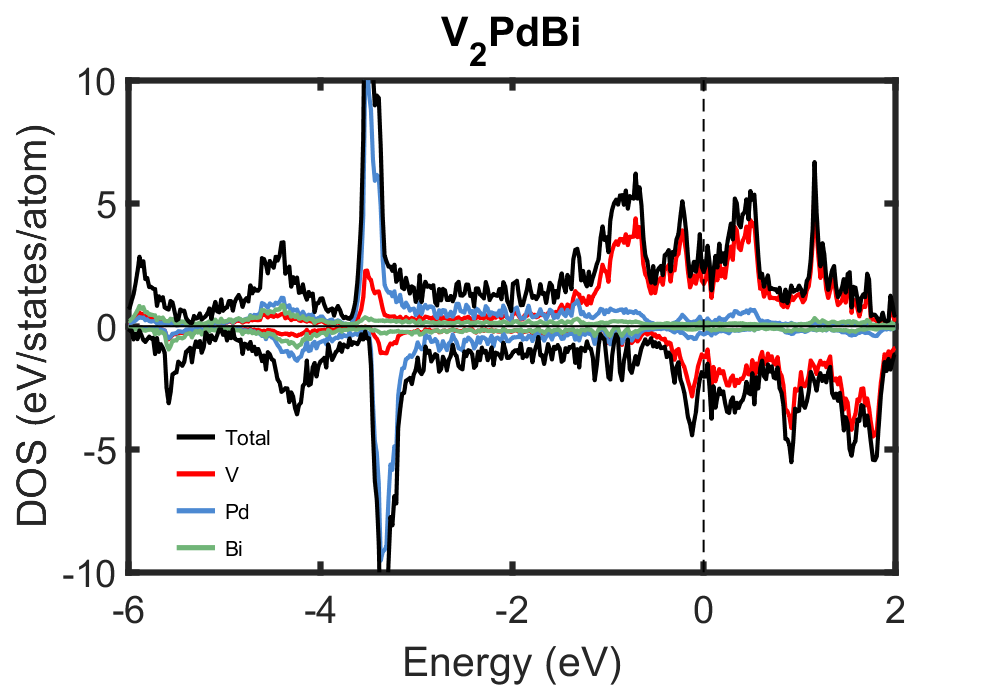 V₂PdBi
10
5
0
-5
-10
DOS (eV/states/atom)
Total
V
Pd
Bi
-6 -4 -2 0 2
Energy (eV)